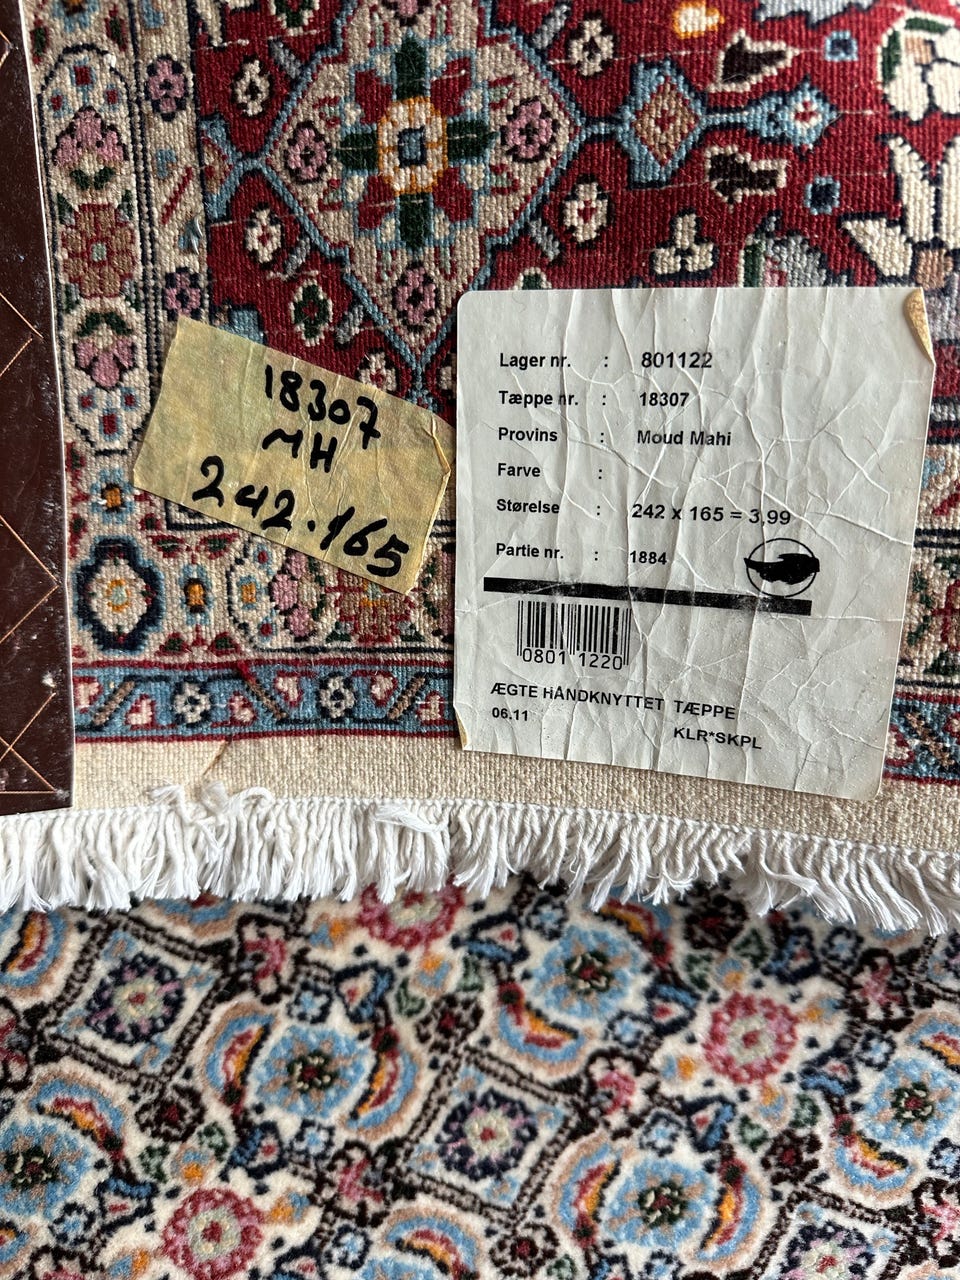 18307
MH
242.165
Lager nr. : 801122
Tæppe nr. : 18307
Provins : Moud Mahi
Farve :
Størelse : 242 x 165 = 3,99
Partie nr. : 1884
0801 1220
ÆGTE HÅNDKNYTTET TÆPPE
06.11
KLR*SKPL